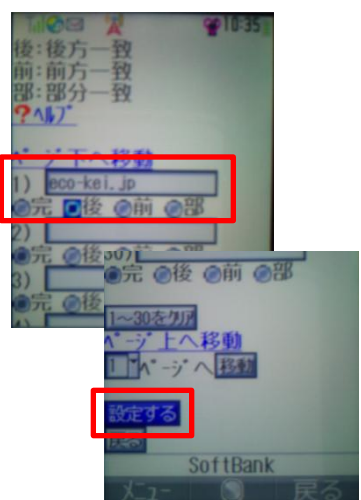 10:35
後:後方一致
前:前方一致
部:部分一致
?ヘルプ
ページ下へ移動
1) eco-kei.jp
完 後 前 部
2)
完 後 前 部
3)
完 後
30)
完 後 前 部
1~30をクリア
ページ上へ移動
1 ページへ 移動
設定する
戻る
SoftBank
メニュー 戻る